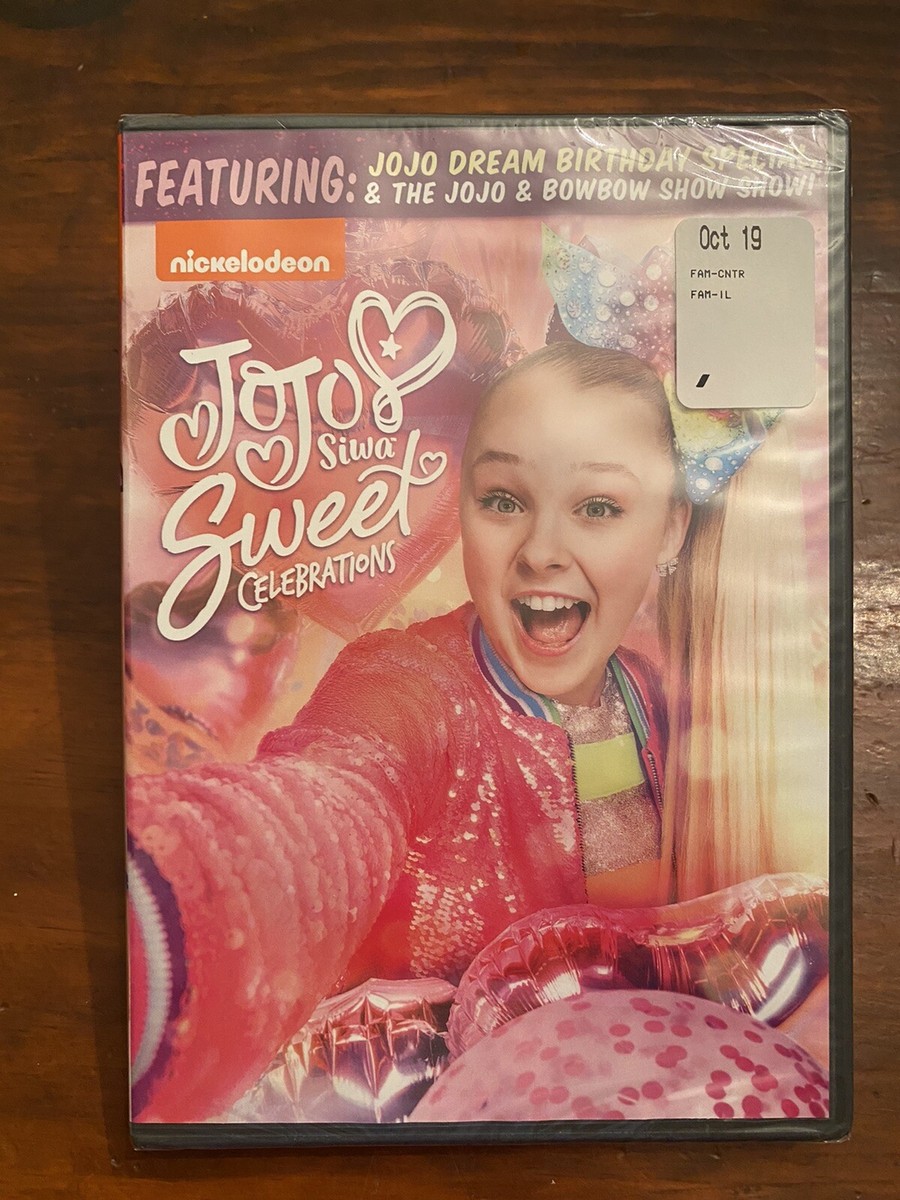 FEATURING: JOJO DREAM BIRTHDAY SPECIAL
& THE JOJO & BOWBOW SHOW SHOW!
nickelodeon
Oct 19
FAM-CNTR
FAM-IL
JoJo
Siwa
Sweet
CELEBRATIONS